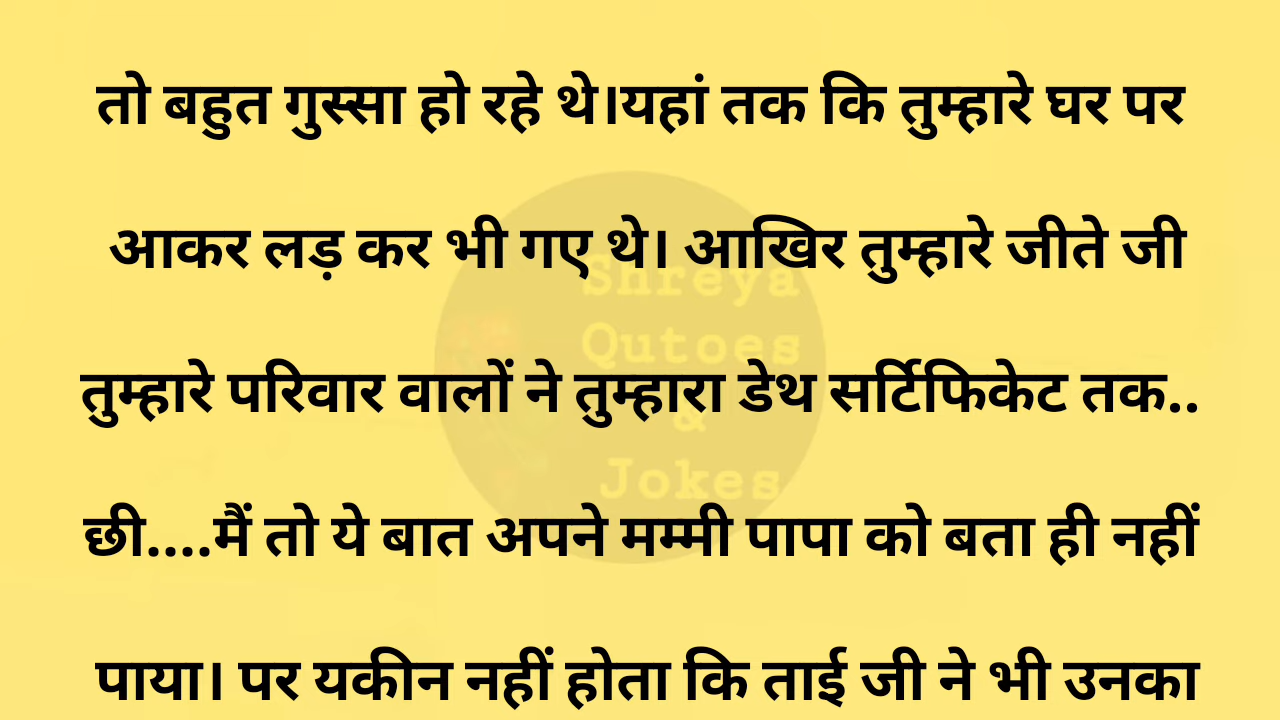 तो बहुत गुस्सा हो रहे थे।यहां तक कि तुम्हारे घर पर
आकर लड़ कर भी गए थे। आखिर तुम्हारे जीते जी
Shreya
Qutoes
तुम्हारे परिवार वालों ने तुम्हारा डेथ सर्टिफिकेट तक..
&
Jokes
छी....मैं तो ये बात अपने मम्मी पापा को बता ही नहीं
पाया। पर यकीन नहीं होता कि ताई जी ने भी उनका